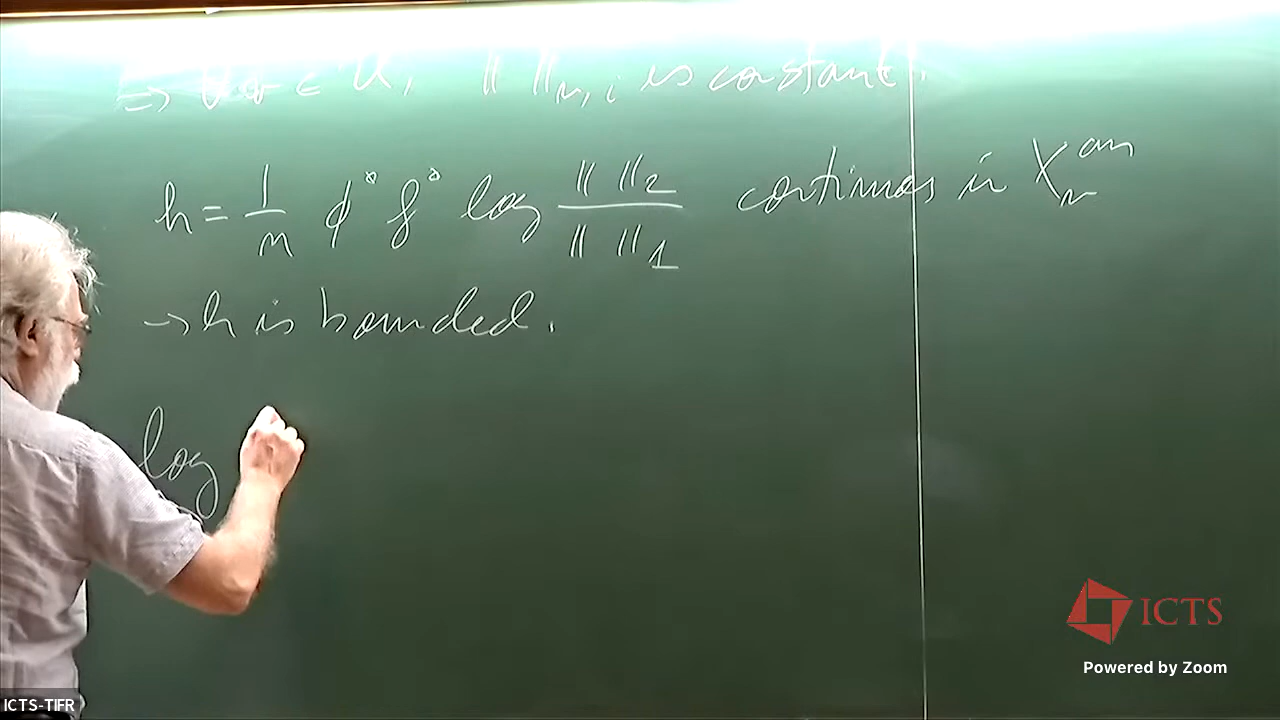 ⇒ ∀v ∈ U, || ||_{v,i} is constant.
h = 1/n φ* f* log || ||_2 / || ||_1 continuous in X_v^{an}
→ h is bounded.
log
ICTS
Powered by Zoom
ICTS-TIFR